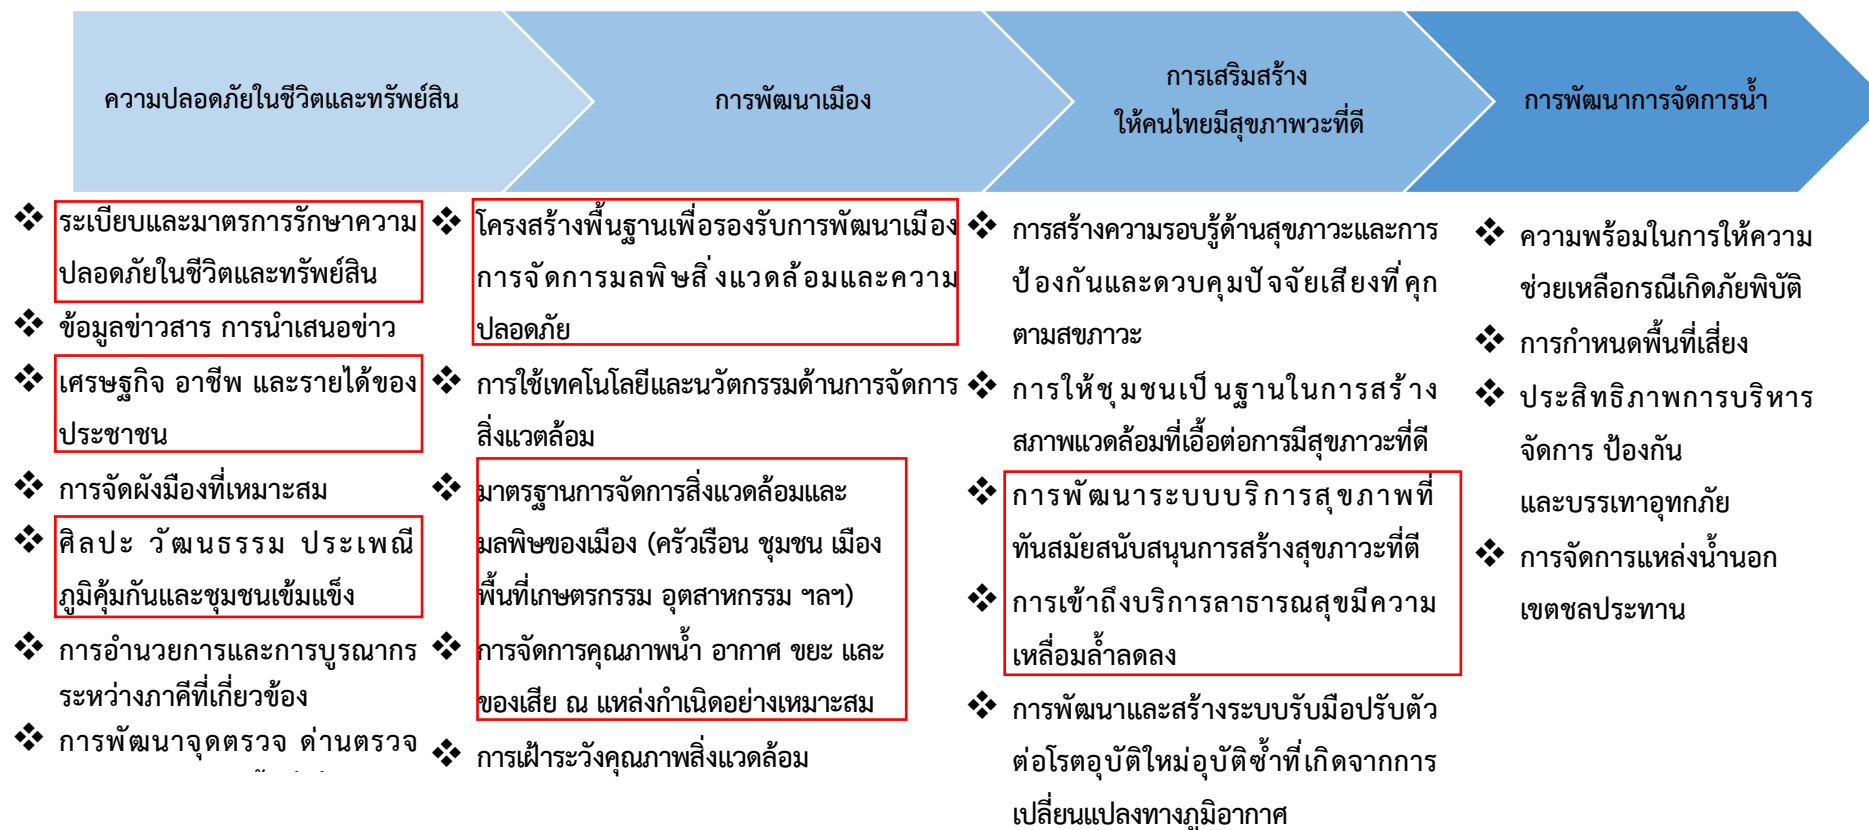 ความปลอดภัยในชีวิตและทรัพย์สิน
การพัฒนาเมือง
การเสริมสร้าง
ให้คนไทยมีสุขภาพวะที่ดี
การพัฒนาการจัดการน้ำ
❖ ระเบียบและมาตรการรักษาความ
ปลอดภัยในชีวิตและทรัพย์สิน
❖ ข้อมูลข่าวสาร การนำเสนอข่าว
❖ เศรษฐกิจ อาชีพ และรายได้ของ
ประชาชน
❖ การจัดผังมืองที่เหมาะสม
❖ ศิลปะ วัฒนธรรม ประเพณี
ภูมิคุ้มกันและชุมชนเข้มแข็ง
❖ การอำนวยการและการบูรณากร
ระหว่างภาคีที่เกี่ยวข้อง
❖ การพัฒนาจุดตรวจ ด่านตรวจ
❖ โครงสร้างพื้นฐานเพื่อรองรับการพัฒนาเมือง
การจัดการมลพิษสิ่งแวดล้อมและความ
ปลอดภัย
❖ การใช้เทคโนโลยีและนวัตกรรมด้านการจัดการ
สิ่งแวตล้อม
❖ มาตรฐานการจัดการสิ่งแวดล้อมและ
มลพิษของเมือง (ครัวเรือน ชุมชน เมือง
พื้นที่เกษตรกรรม อุตสาหกรรม ฯลฯ)
❖ การจัดการคุณภาพน้ำ อากาศ ขยะ และ
ของเสีย ณ แหล่งกำเนิดอย่างเหมาะสม
❖ การเฝ้าระวังคุณภาพสิ่งแวดล้อม
❖ การสร้างความรอบรู้ด้านสุขภาวะและการ
ป้องกันและดวบคุมปัจจัยเสียงที่คุก
ตามสขภาวะ
❖ การให้ชุมชนเป็นฐานในการสร้าง
สภาพแวดล้อมที่เอื้อต่อการมีสุขภาวะที่ดี
❖ การพัฒนาระบบบริการสุขภาพที่
ทันสมัยสนับสนุนการสร้างสุขภาวะที่ตี
❖ การเข้าถึงบริการลาธารณสุขมีความ
เหลื่อมล้ำลดลง
❖ การพัฒนาและสร้างระบบรับมือปรับตัว
ต่อโรตอุบัติใหม่อุบัติซ้ำที่เกิดจากการ
เปลี่ยนแปลงทางภูมิอากาศ
❖ ความพร้อมในการให้ความ
ช่วยเหลือกรณีเกิดภัยพิบัติ
❖ การกำหนดพื้นที่เสี่ยง
❖ ประสิทธิภาพการบริหาร
จัดการ ป้องกัน
และบรรเทาอุทกภัย
❖ การจัดการแหล่งน้ำนอก
เขตชลประทาน